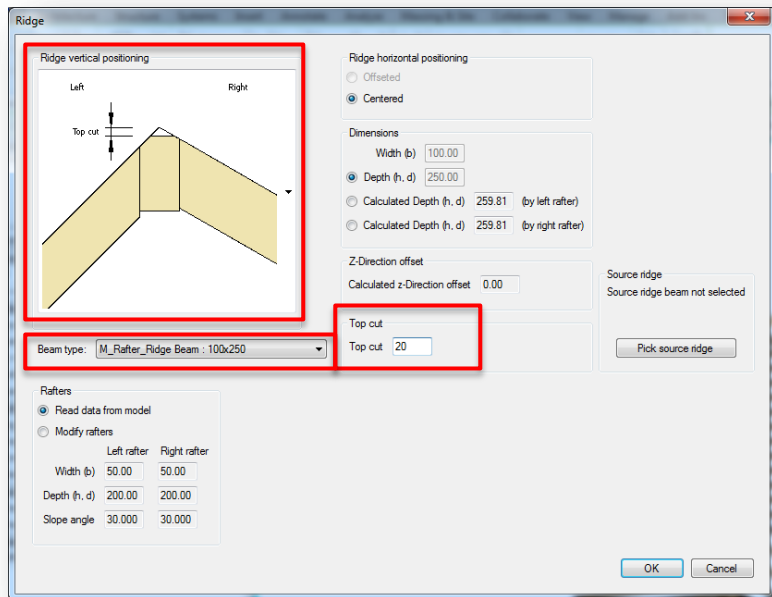 Ridge
Ridge vertical positioning
Left Right
Top cut
Beam type: M_Rafter_Ridge Beam : 100x250
Rafters
Read data from model
Modify rafters
Left rafter Right rafter
Width (b) 50.00 50.00
Depth (h, d) 200.00 200.00
Slope angle 30.000 30.000
Ridge horizontal positioning
Offseted
Centered
Dimensions
Width (b) 100.00
Depth (h, d) 250.00
Calculated Depth (h, d) 259.81 (by left rafter)
Calculated Depth (h, d) 259.81 (by right rafter)
Z-Direction offset
Calculated z-Direction offset 0.00
Top cut
Top cut 20
Source ridge
Source ridge beam not selected
Pick source ridge
OK Cancel